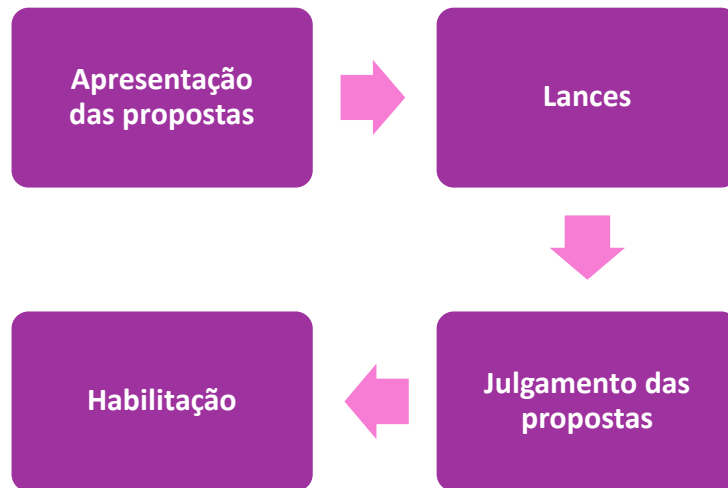 Apresentação
das propostas
Lances
Julgamento das
propostas
Habilitação